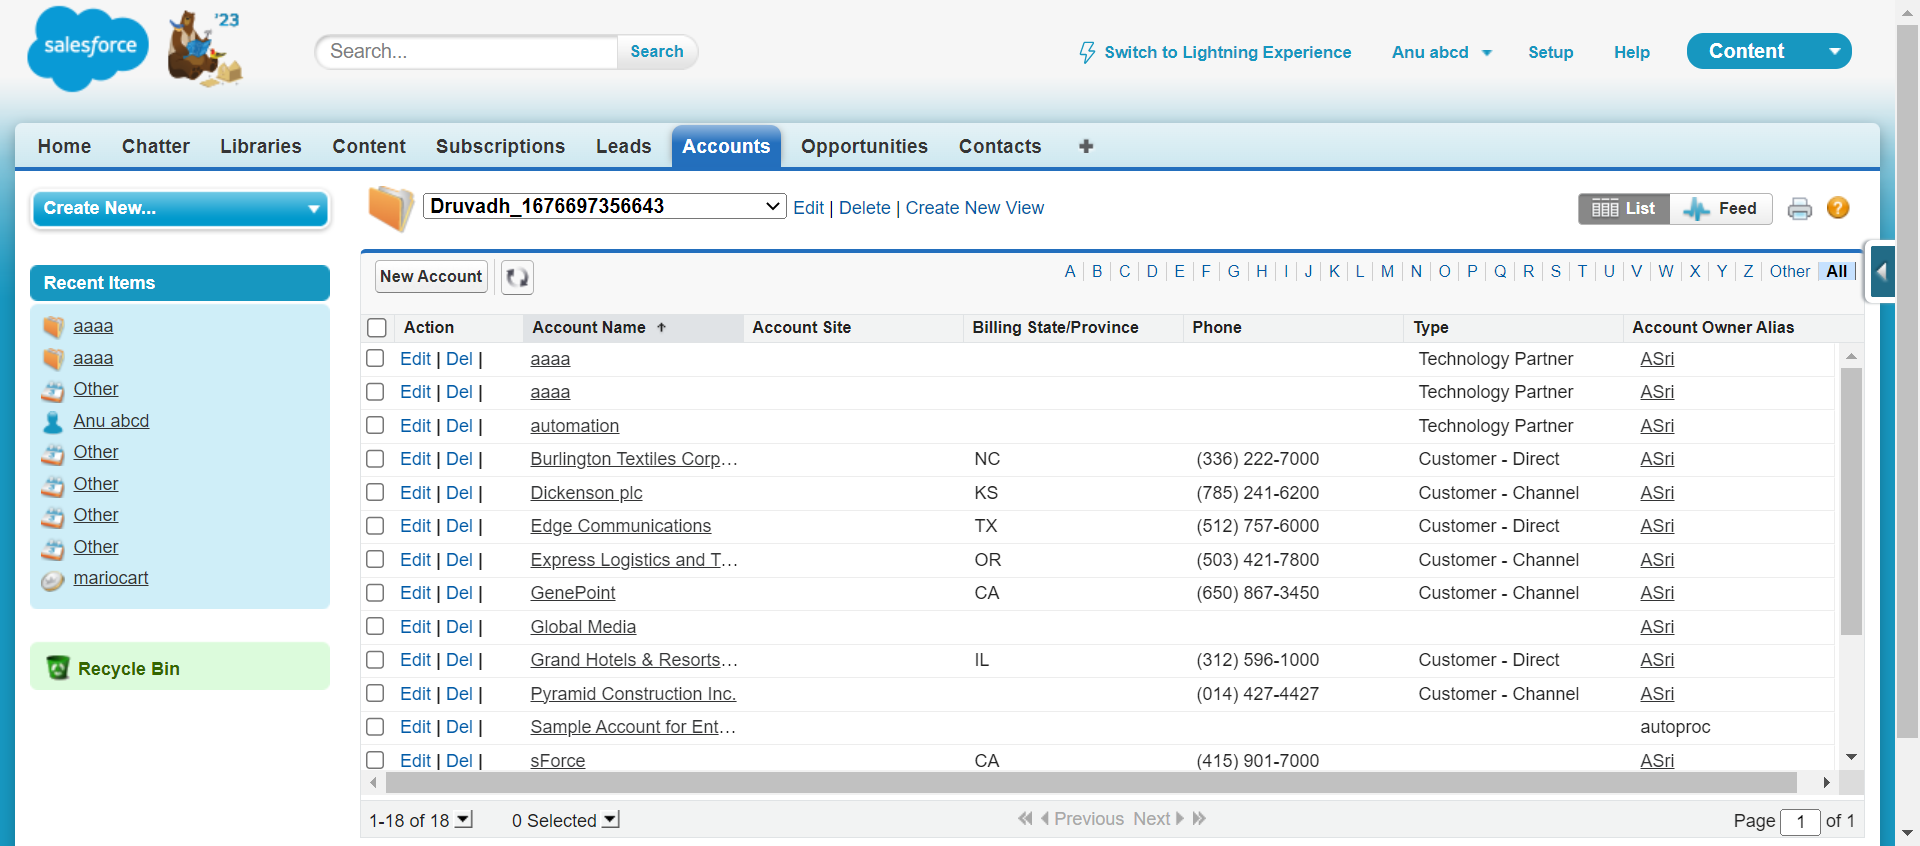 salesforce
'23
Search...
Search
Switch to Lightning Experience
Anu abcd
Setup
Help
Content
Home
Chatter
Libraries
Content
Subscriptions
Leads
Accounts
Opportunities
Contacts
Create New...
Druvadh_1676697356643
Edit | Delete | Create New View
List
Feed
?
Recent Items
aaaa
aaaa
Other
Anu abcd
Other
Other
Other
Other
mariocart
Recycle Bin
New Account
A B C D E F G H I J K L M N O P Q R S T U V W X Y Z Other All
Action Account Name Account Site Billing State/Province Phone Type Account Owner Alias
Edit | Del | aaaa Technology Partner ASri
Edit | Del | aaaa Technology Partner ASri
Edit | Del | automation Technology Partner ASri
Edit | Del | Burlington Textiles Corp... NC (336) 222-7000 Customer - Direct ASri
Edit | Del | Dickenson plc KS (785) 241-6200 Customer - Channel ASri
Edit | Del | Edge Communications TX (512) 757-6000 Customer - Direct ASri
Edit | Del | Express Logistics and T... OR (503) 421-7800 Customer - Channel ASri
Edit | Del | GenePoint CA (650) 867-3450 Customer - Channel ASri
Edit | Del | Global Media ASri
Edit | Del | Grand Hotels & Resorts... IL (312) 596-1000 Customer - Direct ASri
Edit | Del | Pyramid Construction Inc. (014) 427-4427 Customer - Channel ASri
Edit | Del | Sample Account for Ent... autoproc
Edit | Del | sForce CA (415) 901-7000 ASri
1-18 of 18
0 Selected
Previous Next
Page 1 of 1